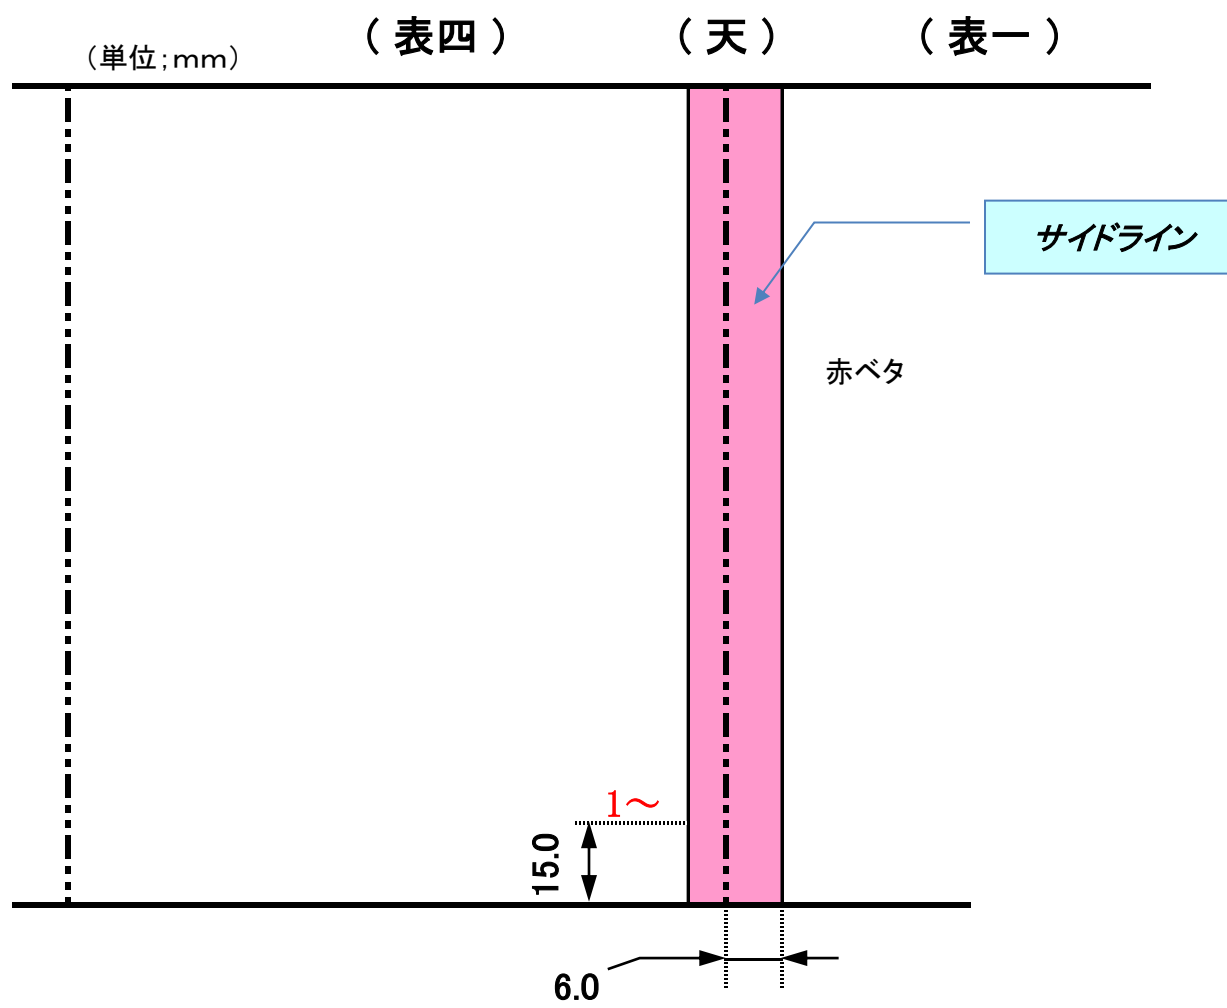 （単位；mm）
（ 表四 ）
（ 天 ）
（ 表一 ）
サイドライン
赤ベタ
1～
15.0
6.0